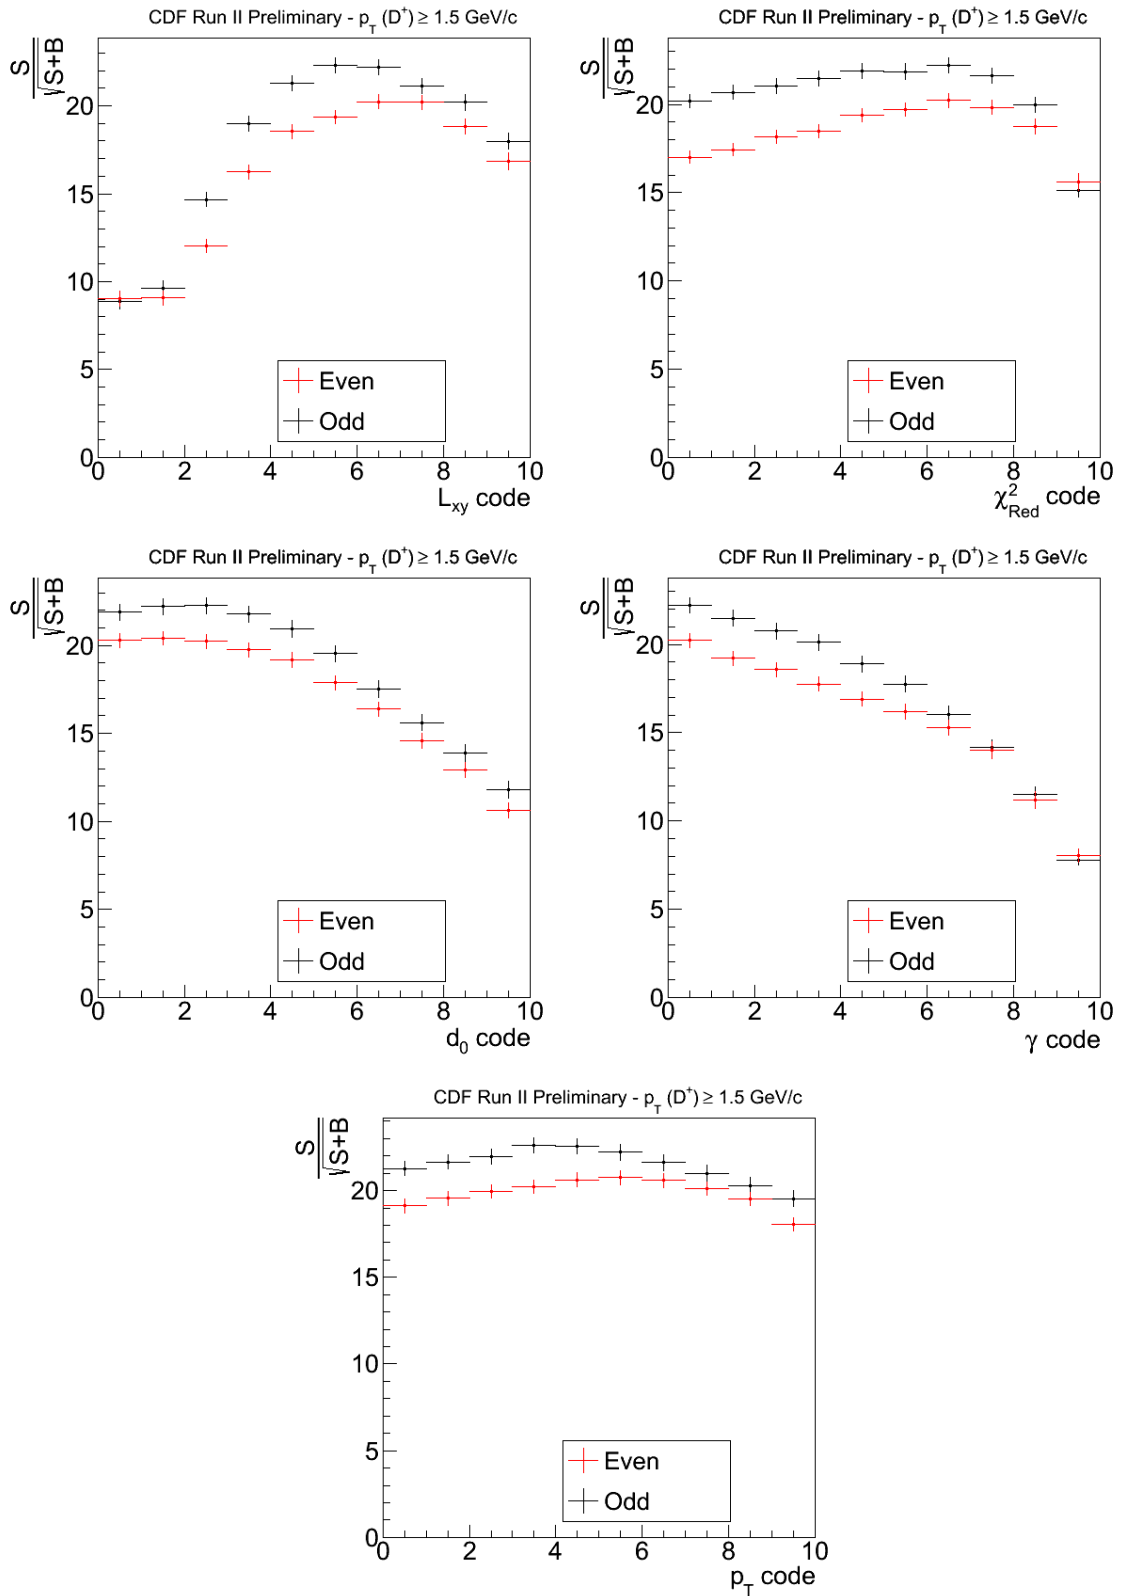 CDF Run II Preliminary - p_T (D⁺) ≥ 1.5 GeV/c
S
√S+B
20
15
10
5
0
Even
Odd
0 2 4 6 8 10
L_xy code
CDF Run II Preliminary - p_T (D⁺) ≥ 1.5 GeV/c
S
√S+B
20
15
10
5
0
Even
Odd
0 2 4 6 8 10
χ²_Red code
CDF Run II Preliminary - p_T (D⁺) ≥ 1.5 GeV/c
S
√S+B
20
15
10
5
0
Even
Odd
0 2 4 6 8 10
d_0 code
CDF Run II Preliminary - p_T (D⁺) ≥ 1.5 GeV/c
S
√S+B
20
15
10
5
0
Even
Odd
0 2 4 6 8 10
γ code
CDF Run II Preliminary - p_T (D⁺) ≥ 1.5 GeV/c
S
√S+B
20
15
10
5
0
Even
Odd
0 2 4 6 8 10
p_T code